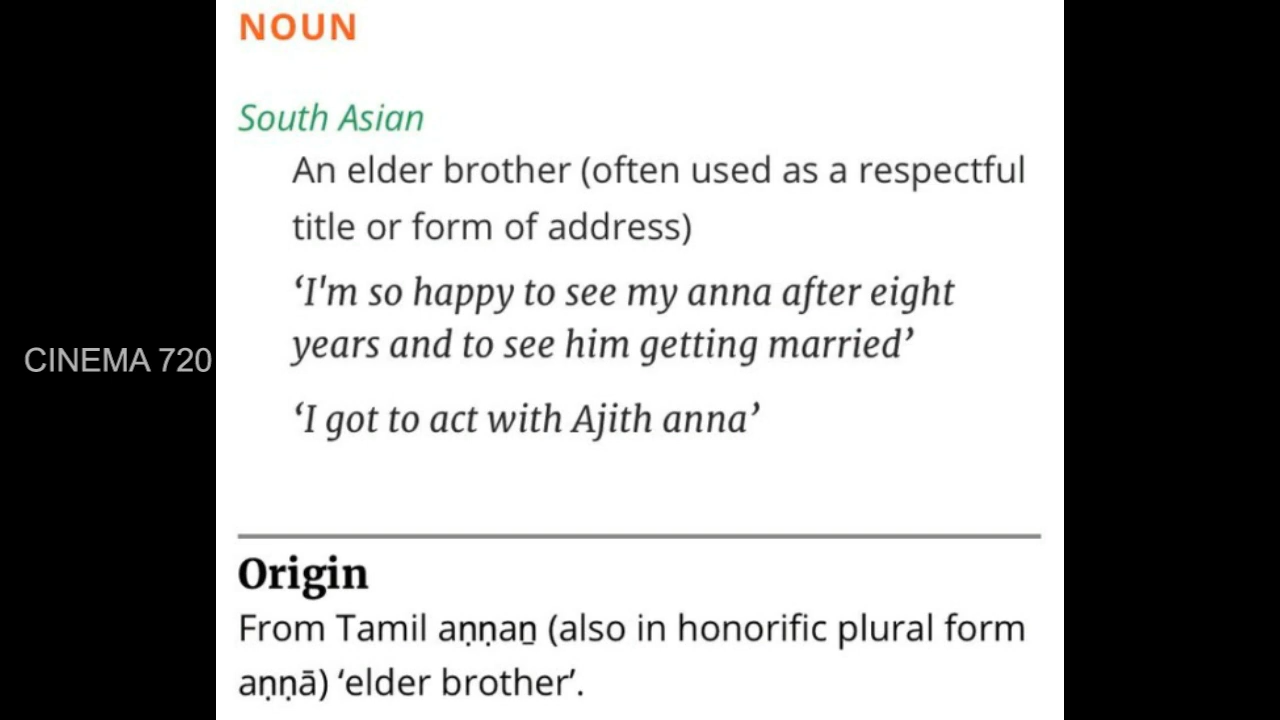 NOUN
South Asian
An elder brother (often used as a respectful
title or form of address)
‘I'm so happy to see my anna after eight
years and to see him getting married’
‘I got to act with Ajith anna’
CINEMA 720
Origin
From Tamil aṇṇaṉ (also in honorific plural form
aṇṇā) ‘elder brother’.